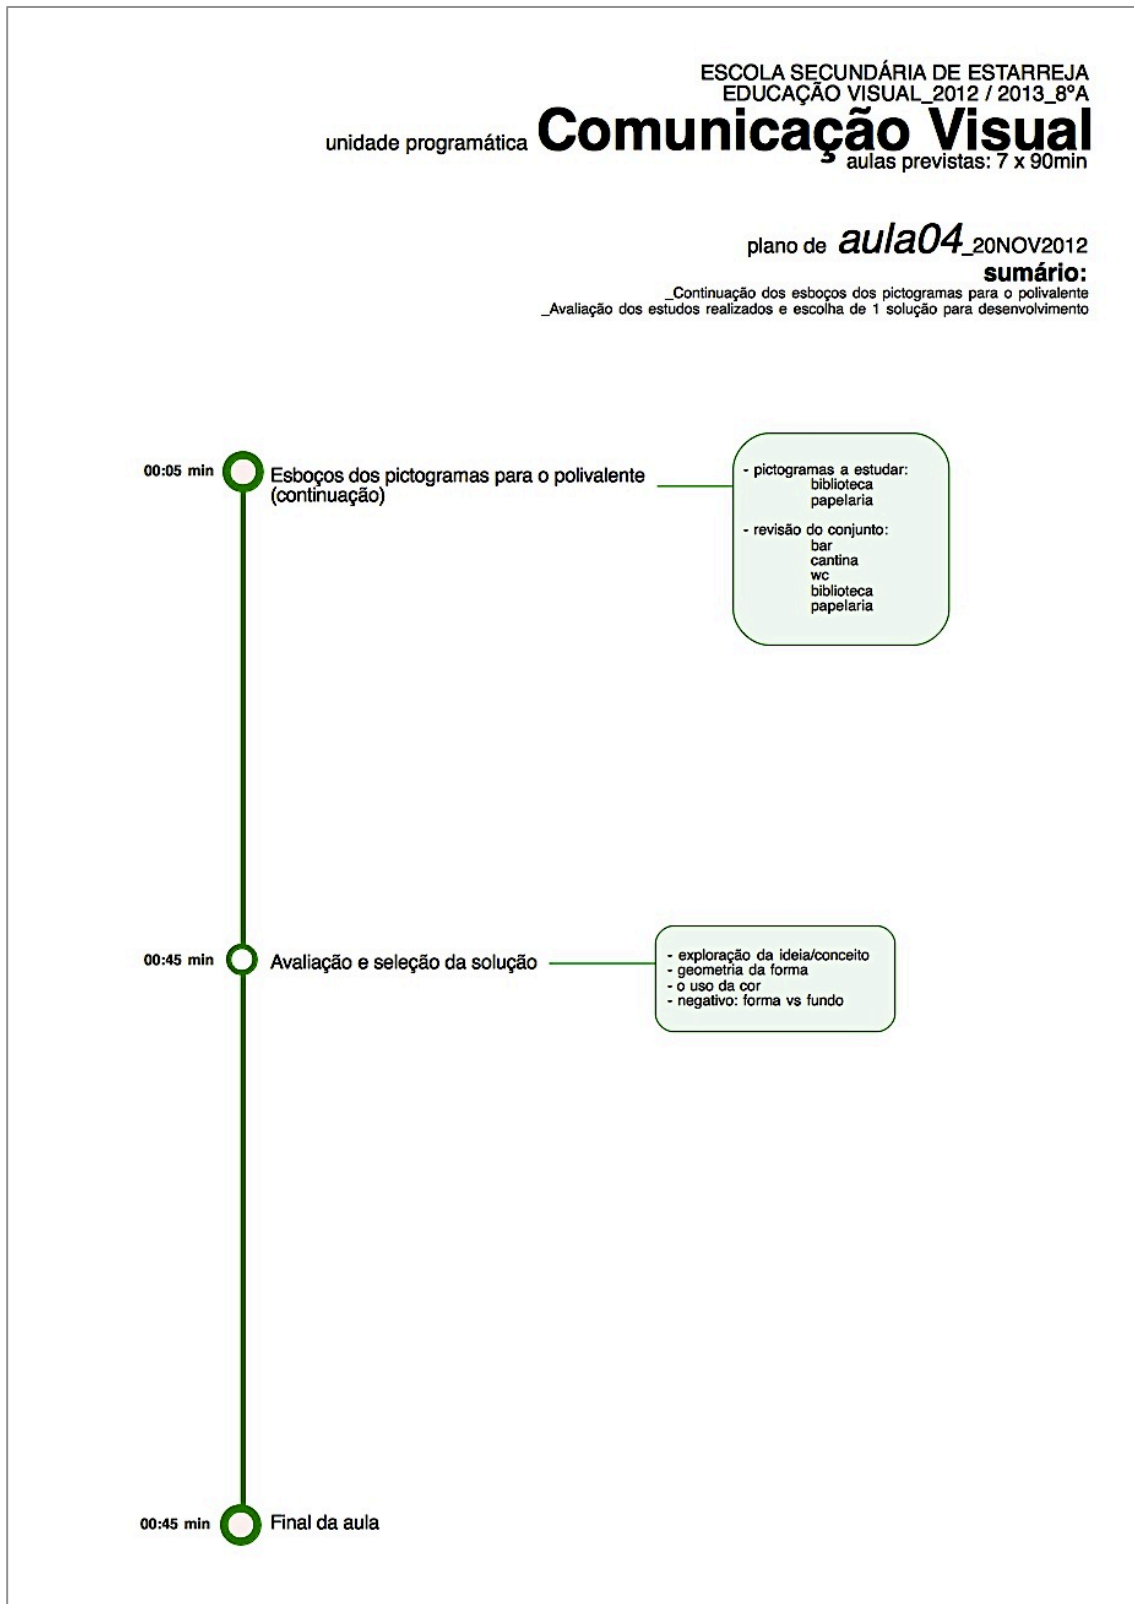 ESCOLA SECUNDÁRIA DE ESTARREJA
EDUCAÇÃO VISUAL_2012 / 2013_8ºA
unidade programática Comunicação Visual
aulas previstas: 7 x 90min
plano de aula04_20NOV2012
sumário:
_Continuação dos esboços dos pictogramas para o polivalente
_Avaliação dos estudos realizados e escolha de 1 solução para desenvolvimento
00:05 min
Esboços dos pictogramas para o polivalente
(continuação)
- pictogramas a estudar:
biblioteca
papelaria
- revisão do conjunto:
bar
cantina
wc
biblioteca
papelaria
00:45 min
Avaliação e seleção da solução
- exploração da ideia/conceito
- geometria da forma
- o uso da cor
- negativo: forma vs fundo
00:45 min
Final da aula